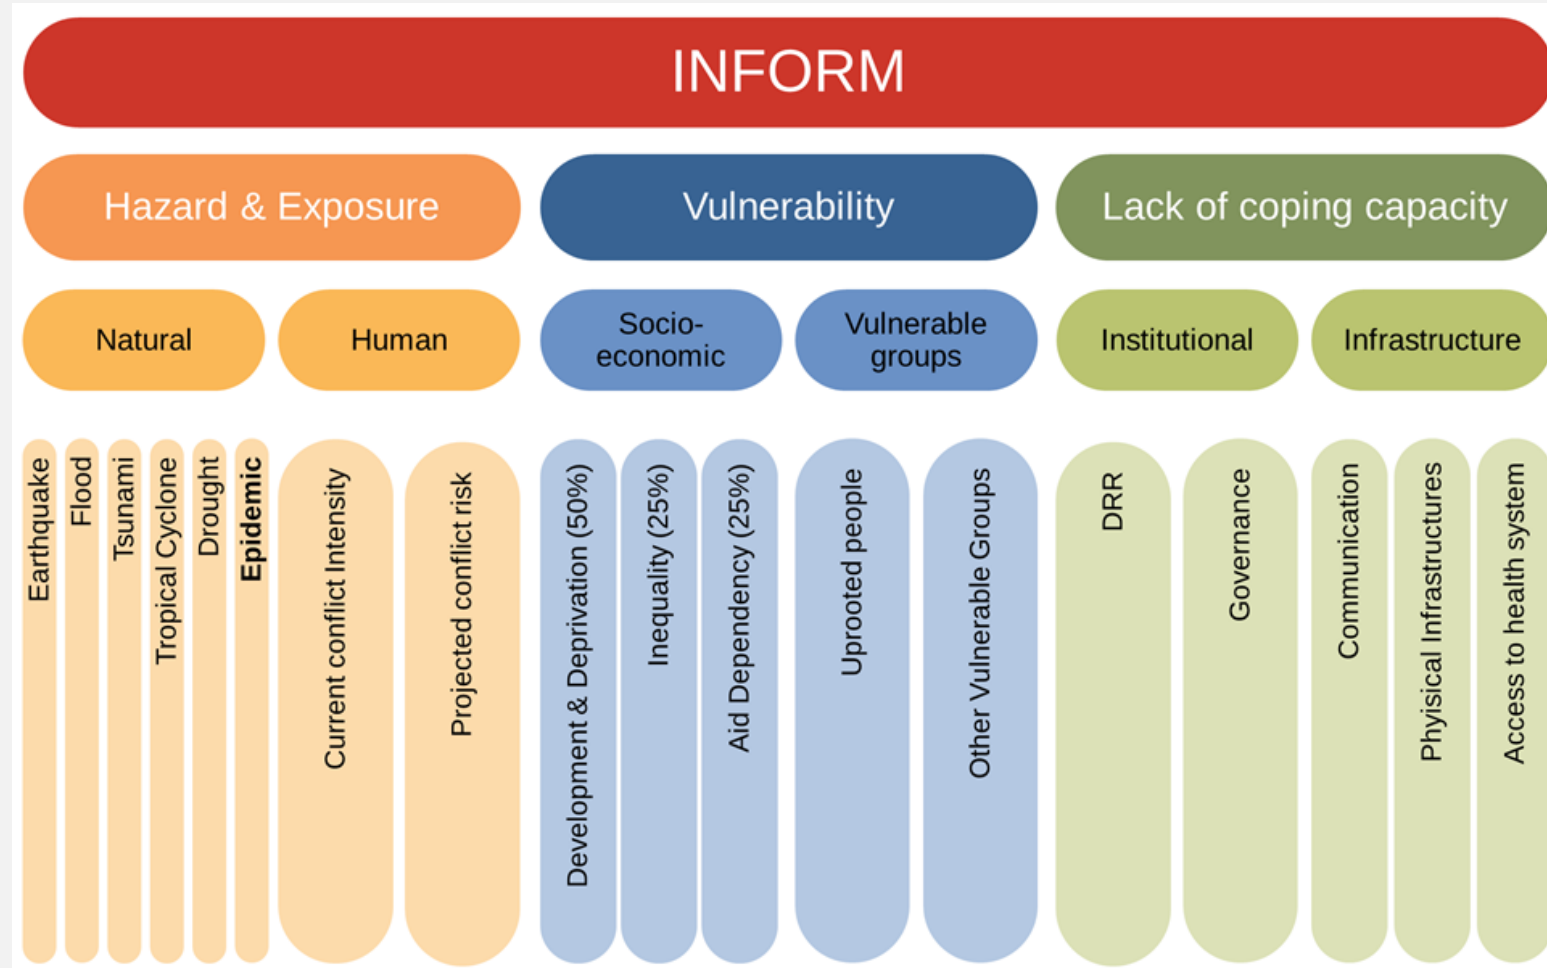 INFORM
Hazard & Exposure
Vulnerability
Lack of coping capacity
Natural
Human
Socio-
economic
Vulnerable
groups
Institutional
Infrastructure
Earthquake
Flood
Tsunami
Tropical Cyclone
Drought
Epidemic
Current conflict Intensity
Projected conflict risk
Development & Deprivation (50%)
Inequality (25%)
Aid Dependency (25%)
Uprooted people
Other Vulnerable Groups
DRR
Governance
Communication
Phyisical Infrastructures
Access to health system